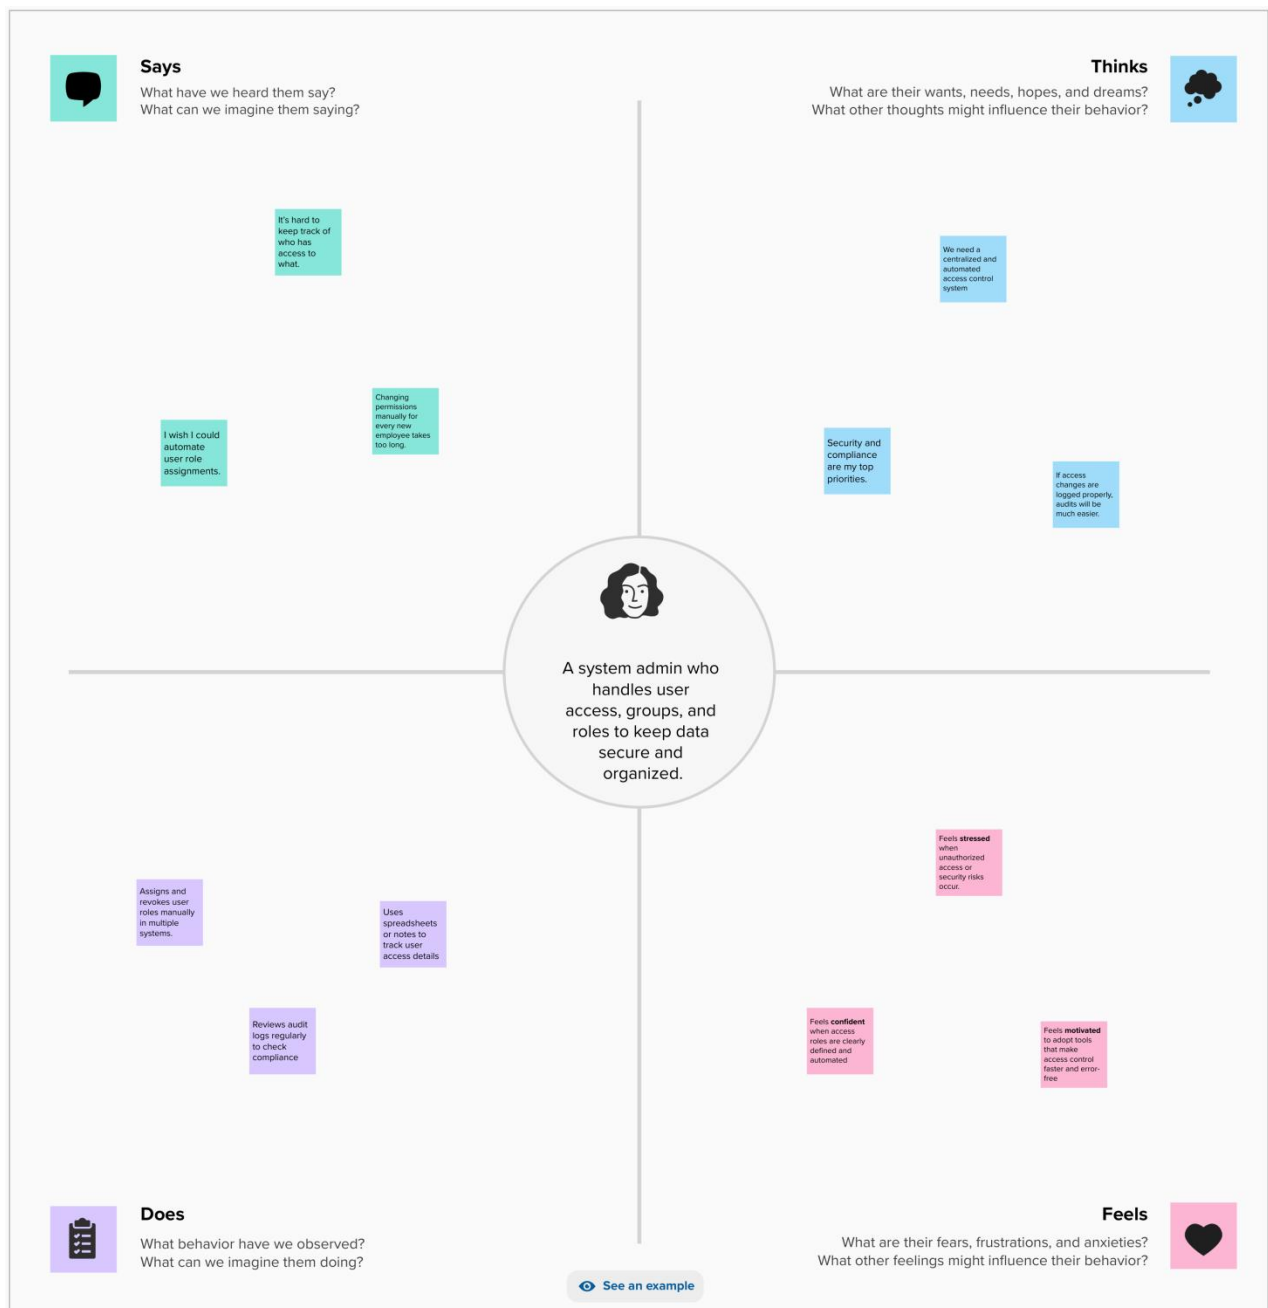 Says
What have we heard them say?
What can we imagine them saying?
Thinks
What are their wants, needs, hopes, and dreams?
What other thoughts might influence their behavior?
It's hard to
keep track of
who has
access to
what.
I wish I could
automate
user role
assignments.
Changing
permissions
manually for
every new
employee takes
too long.
We need a
centralized and
automated
access control
system
Security and
compliance
are my top
priorities.
If access
changes are
logged properly,
audits will be
much easier.
A system admin who
handles user
access, groups, and
roles to keep data
secure and
organized.
Assigns and
revokes user
roles manually
in multiple
systems.
Uses
spreadsheets
or notes to
track user
access details
Reviews audit
logs regularly
to check
compliance
Feels stressed
when
unauthorized
access or
security risks
occur.
Feels confident
when access
roles are clearly
defined and
automated
Feels motivated
to adopt tools
that make
access control
faster and error-
free
Does
What behavior have we observed?
What can we imagine them doing?
Feels
What are their fears, frustrations, and anxieties?
What other feelings might influence their behavior?
See an example